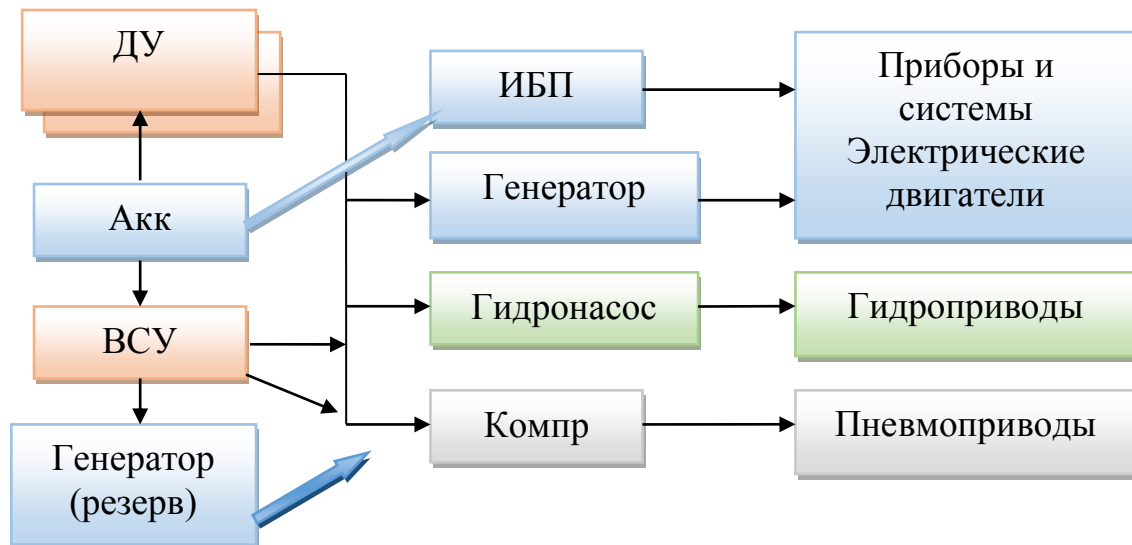 ДУ
ИБП
Приборы и
системы
Электрические
двигатели
Акк
Генератор
ВСУ
Гидронасос
Гидроприводы
Генератор
(резерв)
Компр
Пневмоприводы